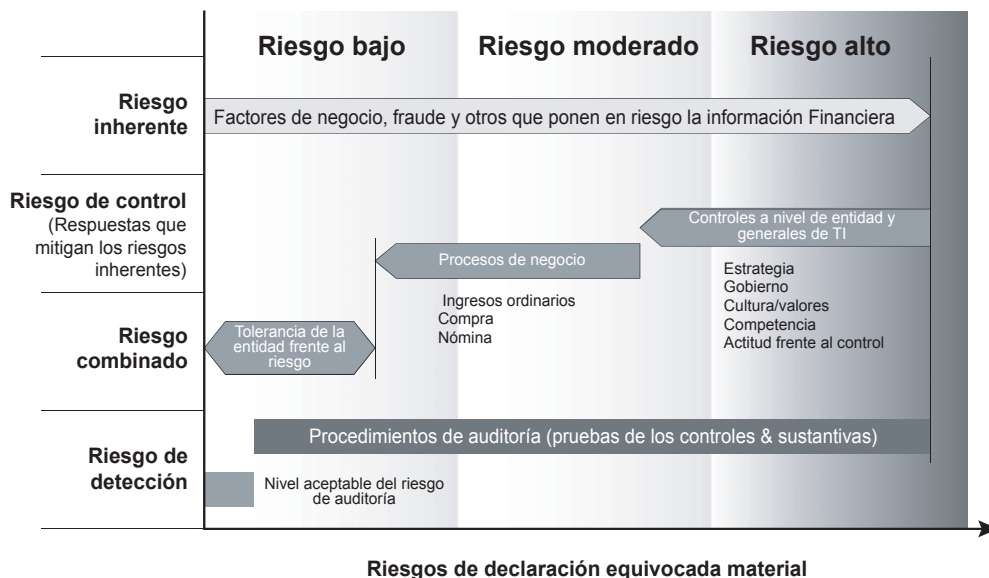 Riesgo bajo
Riesgo moderado
Riesgo alto
Riesgo
inherente
Factores de negocio, fraude y otros que ponen en riesgo la información Financiera
Riesgo de control
(Respuestas que
mitigan los riesgos
inherentes)
Controles a nivel de entidad y
generales de TI
Procesos de negocio
Estrategia
Gobierno
Cultura/valores
Competencia
Actitud frente al control
Ingresos ordinarios
Compra
Nómina
Riesgo
combinado
Tolerancia de la
entidad frente al
riesgo
Riesgo de
detección
Procedimientos de auditoría (pruebas de los controles & sustantivas)
Nivel aceptable del riesgo
de auditoría
Riesgos de declaración equivocada material